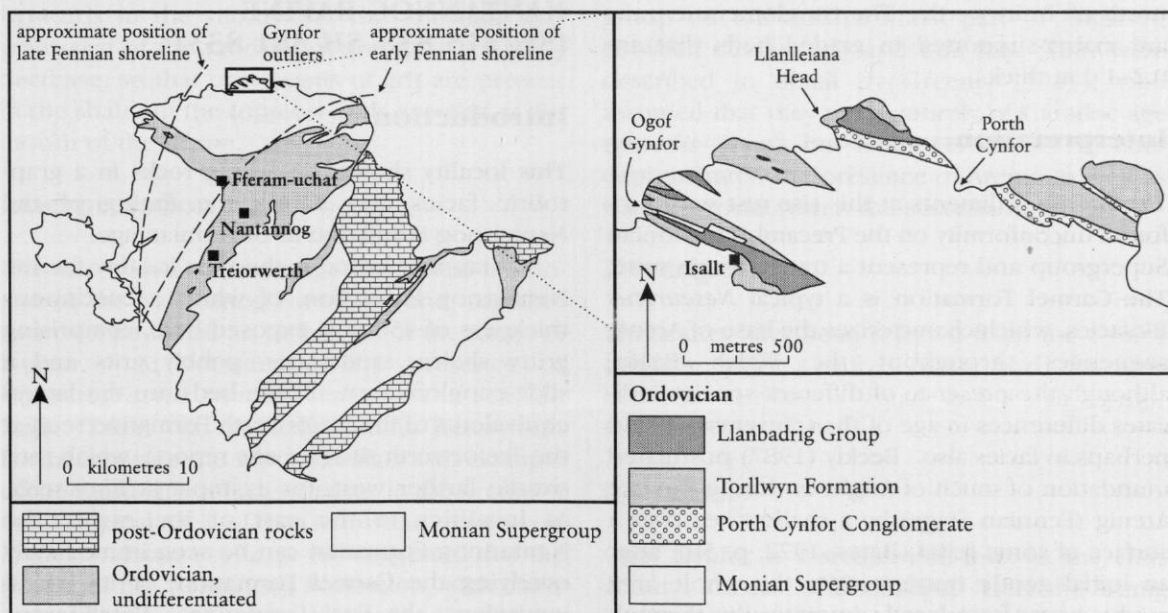 approximate position of
late Fennian shoreline
Gynfor
outliers
approximate position of
early Fennian shoreline
Fferam-uchaf
Nantannog
Treiorwerth
N
0 kilometres 10
post-Ordovician rocks
Monian Supergroup
Ordovician,
undifferentiated
Llanlleiana
Head
Ogof
Gynfor
Porth
Cynfor
Isallt
N
0 metres 500
Ordovician
Llanbadrig Group
Torllwyn Formation
Porth Cynfor Conglomerate
Monian Supergroup